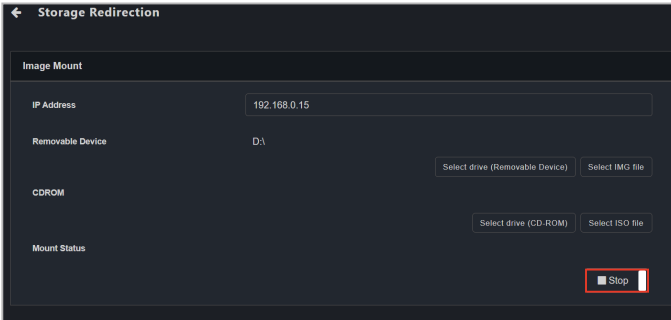 Storage Redirection
Image Mount
IP Address 192.168.0.15
Removable Device D:\
Select drive (Removable Device) Select IMG file
CDROM
Select drive (CD-ROM) Select ISO file
Mount Status
Stop